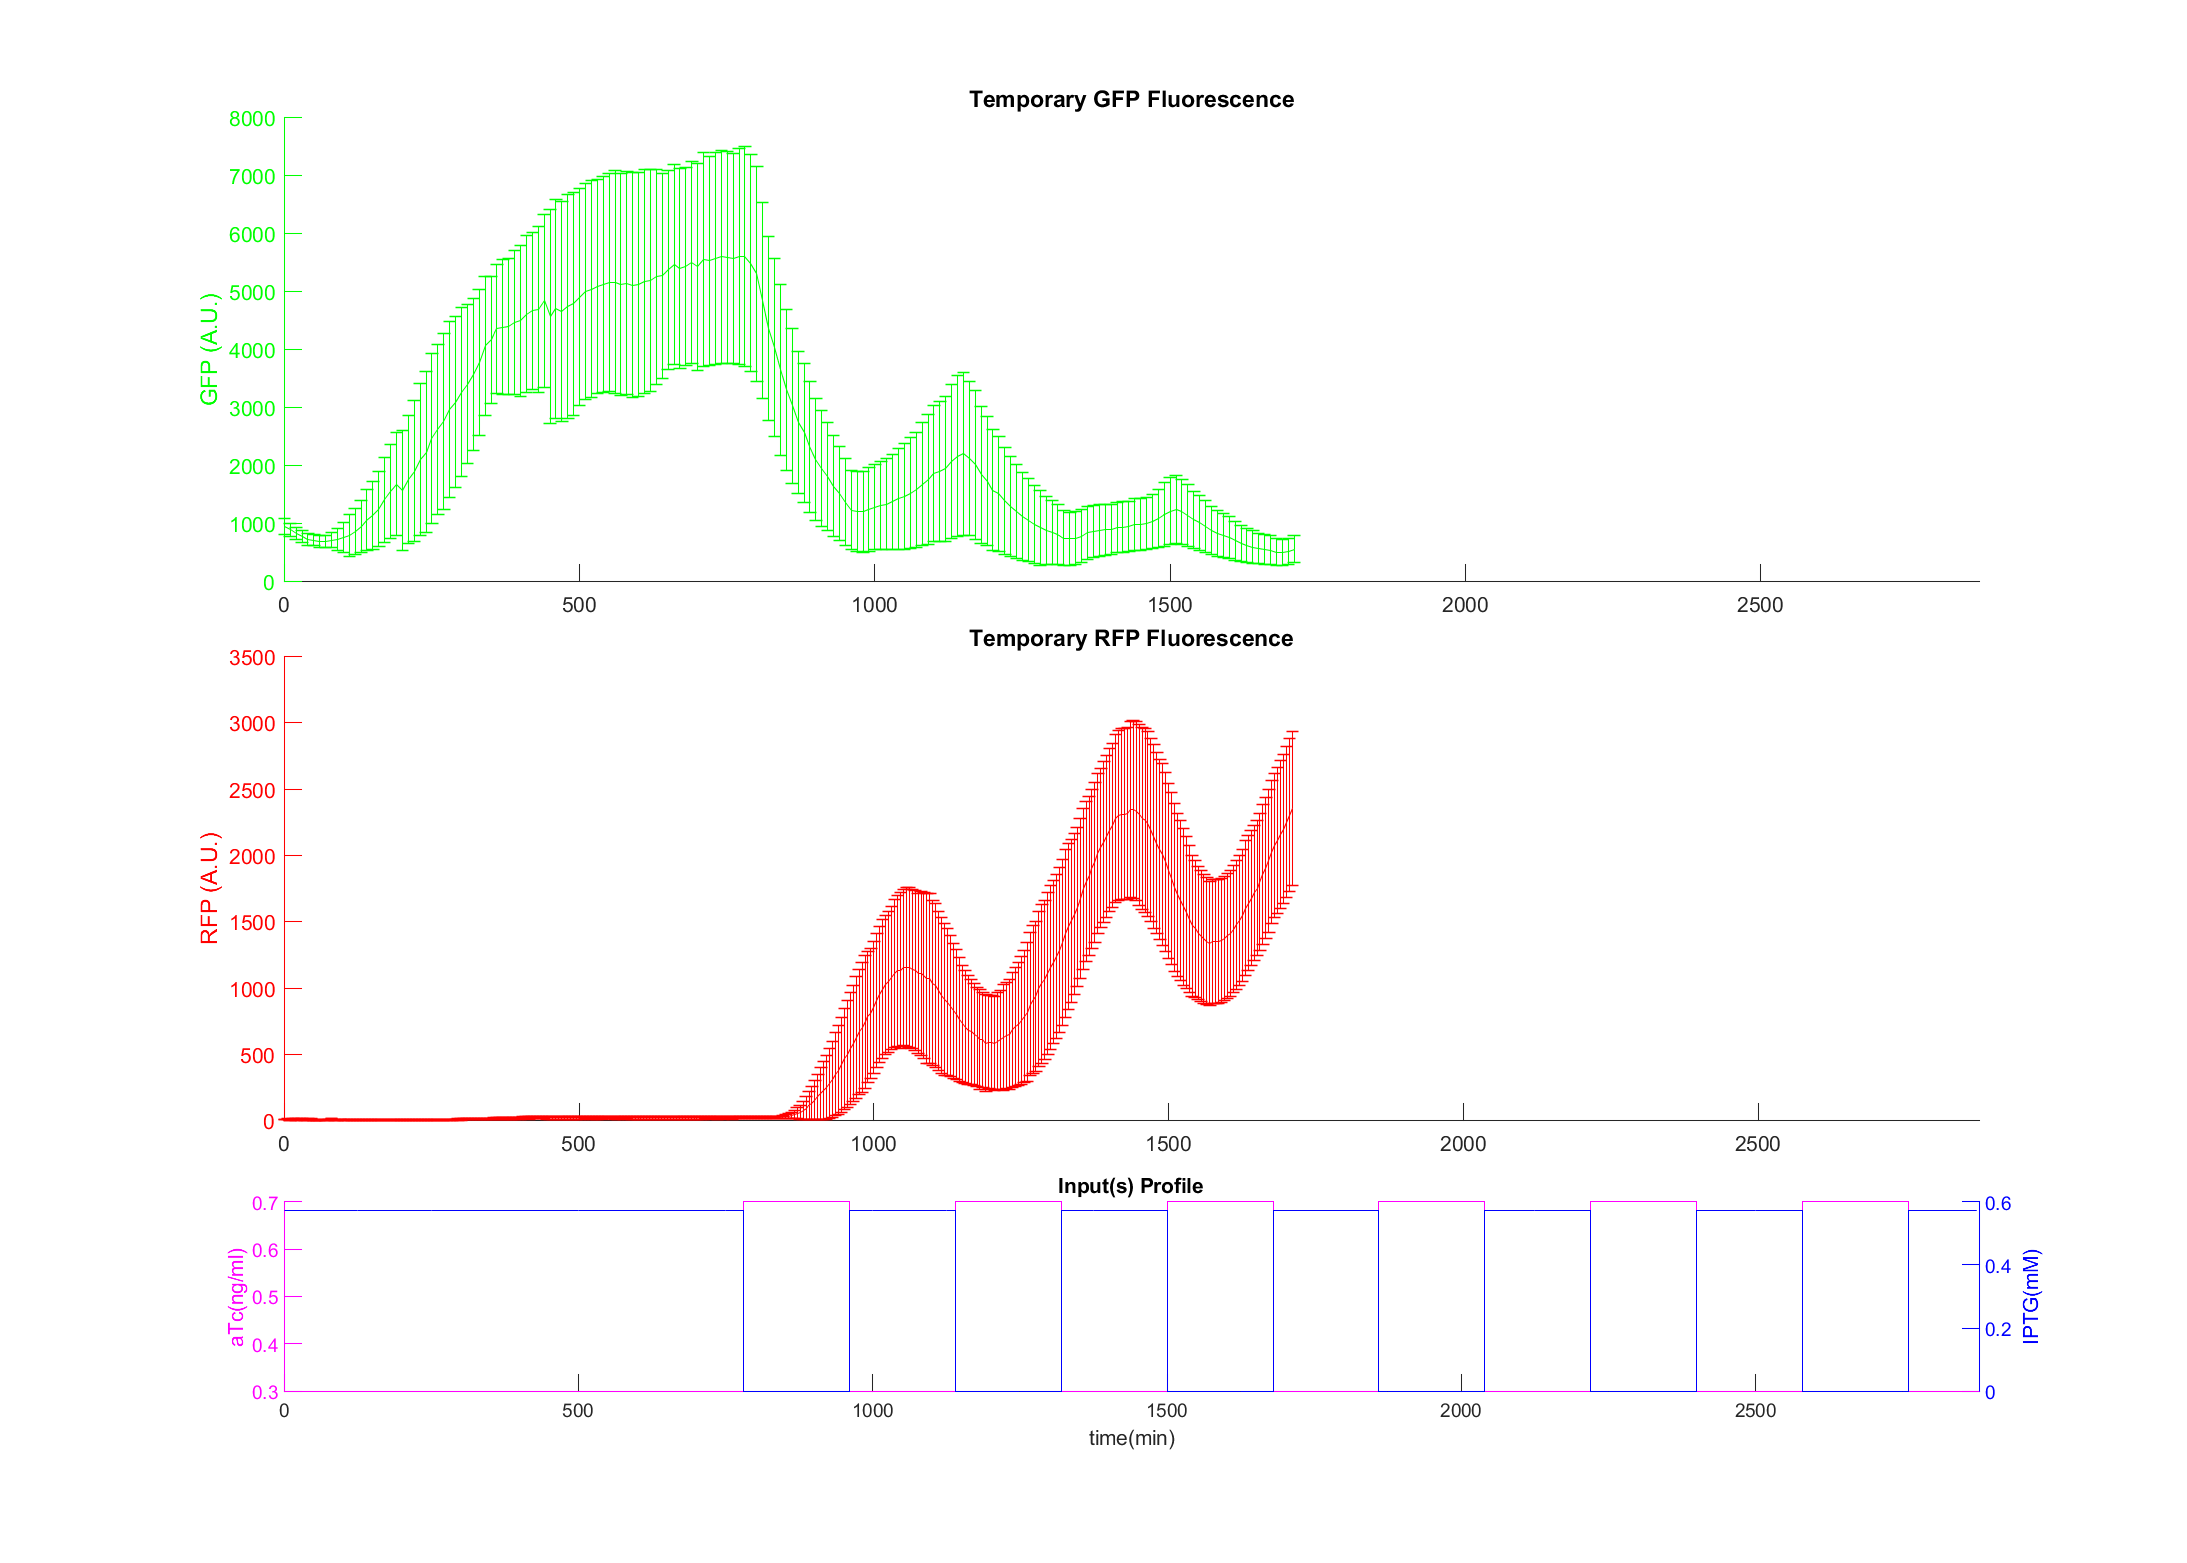 Temporary GFP Fluorescence
8000
7000
6000
5000
4000
3000
2000
1000
0
GFP (A.U.)
0 500 1000 1500 2000 2500
Temporary RFP Fluorescence
3500
3000
2500
2000
1500
1000
500
0
RFP (A.U.)
0 500 1000 1500 2000 2500
Input(s) Profile
0.7
0.6
0.5
0.4
0.3
aTc(ng/ml)
0.6
0.4
0.2
0
IPTG(mM)
0 500 1000 1500 2000 2500
time(min)